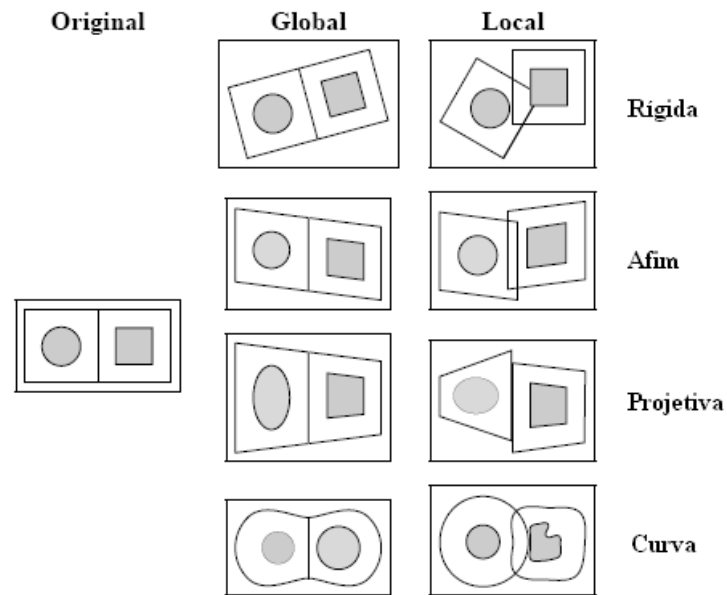 Original Global Local
Rígida
Afim
Projetiva
Curva